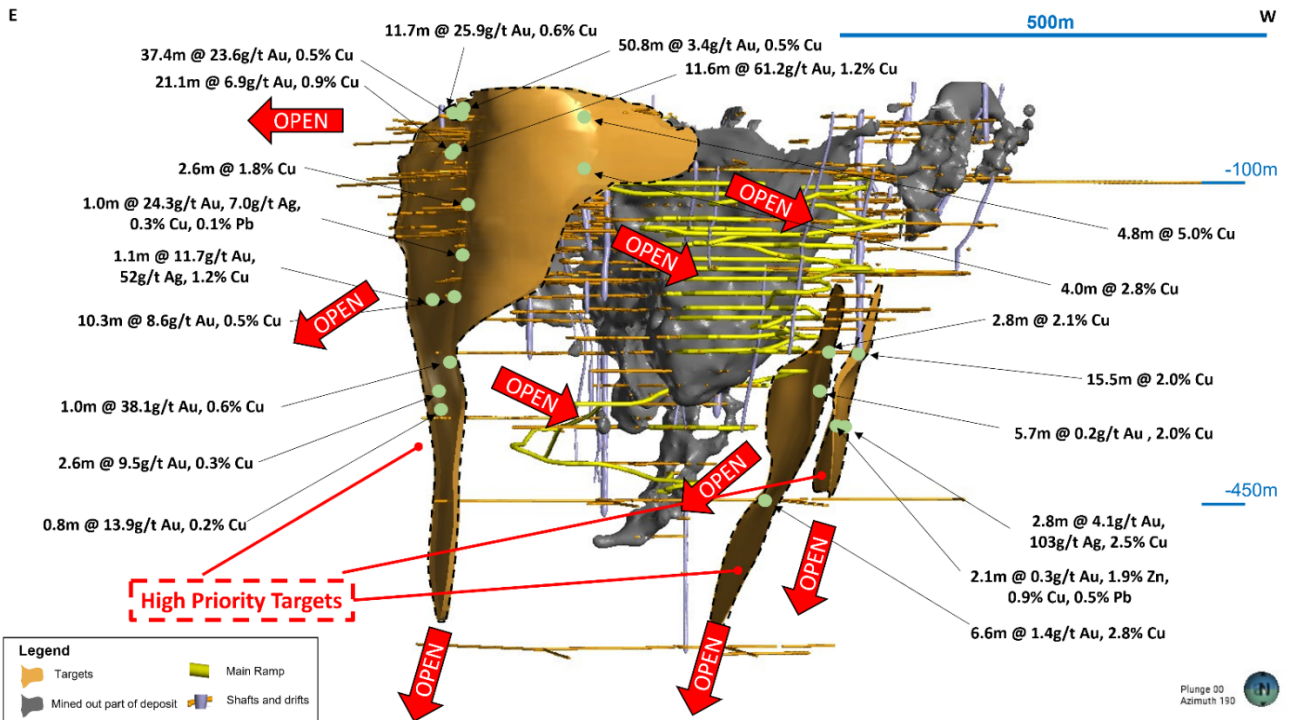 E
500m
W
11.7m @ 25.9g/t Au, 0.6% Cu
37.4m @ 23.6g/t Au, 0.5% Cu
50.8m @ 3.4g/t Au, 0.5% Cu
21.1m @ 6.9g/t Au, 0.9% Cu
11.6m @ 61.2g/t Au, 1.2% Cu
OPEN
2.6m @ 1.8% Cu
-100m
1.0m @ 24.3g/t Au, 7.0g/t Ag,
0.3% Cu, 0.1% Pb
OPEN
4.8m @ 5.0% Cu
1.1m @ 11.7g/t Au,
52g/t Ag, 1.2% Cu
OPEN
4.0m @ 2.8% Cu
10.3m @ 8.6g/t Au, 0.5% Cu
OPEN
2.8m @ 2.1% Cu
15.5m @ 2.0% Cu
1.0m @ 38.1g/t Au, 0.6% Cu
OPEN
5.7m @ 0.2g/t Au , 2.0% Cu
2.6m @ 9.5g/t Au, 0.3% Cu
OPEN
-450m
0.8m @ 13.9g/t Au, 0.2% Cu
2.8m @ 4.1g/t Au,
103g/t Ag, 2.5% Cu
2.1m @ 0.3g/t Au, 1.9% Zn,
0.9% Cu, 0.5% Pb
OPEN
High Priority Targets
6.6m @ 1.4g/t Au, 2.8% Cu
OPEN
OPEN
Legend
Targets
Main Ramp
Mined out part of deposit
Shafts and drifts
Plunge 00
Azimuth 190
N